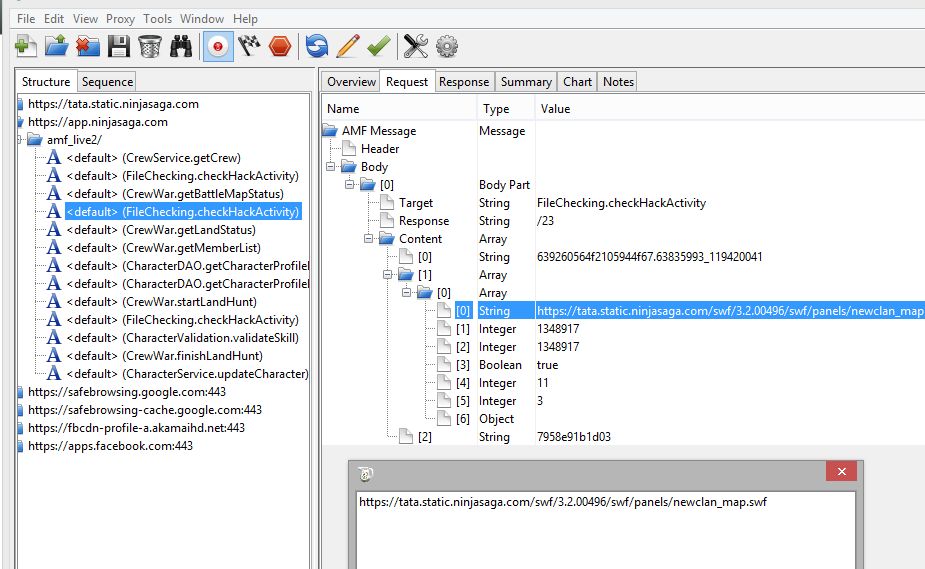 File Edit View Proxy Tools Window Help
Structure Sequence
https://tata.static.ninjasaga.com
https://app.ninjasaga.com
amf_live2/
<default> (CrewService.getCrew)
<default> (FileChecking.checkHackActivity)
<default> (CrewWar.getBattleMapStatus)
<default> (FileChecking.checkHackActivity)
<default> (CrewWar.getLandStatus)
<default> (CrewWar.getMemberList)
<default> (CharacterDAO.getCharacterProfileI
<default> (CharacterDAO.getCharacterProfileI
<default> (CrewWar.startLandHunt)
<default> (FileChecking.checkHackActivity)
<default> (CharacterValidation.validateSkill)
<default> (CrewWar.finishLandHunt)
<default> (CharacterService.updateCharacter)
https://safebrowsing.google.com:443
https://safebrowsing-cache.google.com:443
https://fbcdn-profile-a.akamaihd.net:443
https://apps.facebook.com:443
Overview Request Response Summary Chart Notes
Name Type Value
AMF Message Message
Header
Body
[0] Body Part
Target String FileChecking.checkHackActivity
Response String /23
Content Array
[0] String 639260564f2105944f67.63835993_119420041
[1] Array
[0] Array
[0] String https://tata.static.ninjasaga.com/swf/3.2.00496/swf/panels/newclan_map
[1] Integer 1348917
[2] Integer 1348917
[3] Boolean true
[4] Integer 11
[5] Integer 3
[6] Object
[2] String 7958e91b1d03
https://tata.static.ninjasaga.com/swf/3.2.00496/swf/panels/newclan_map.swf